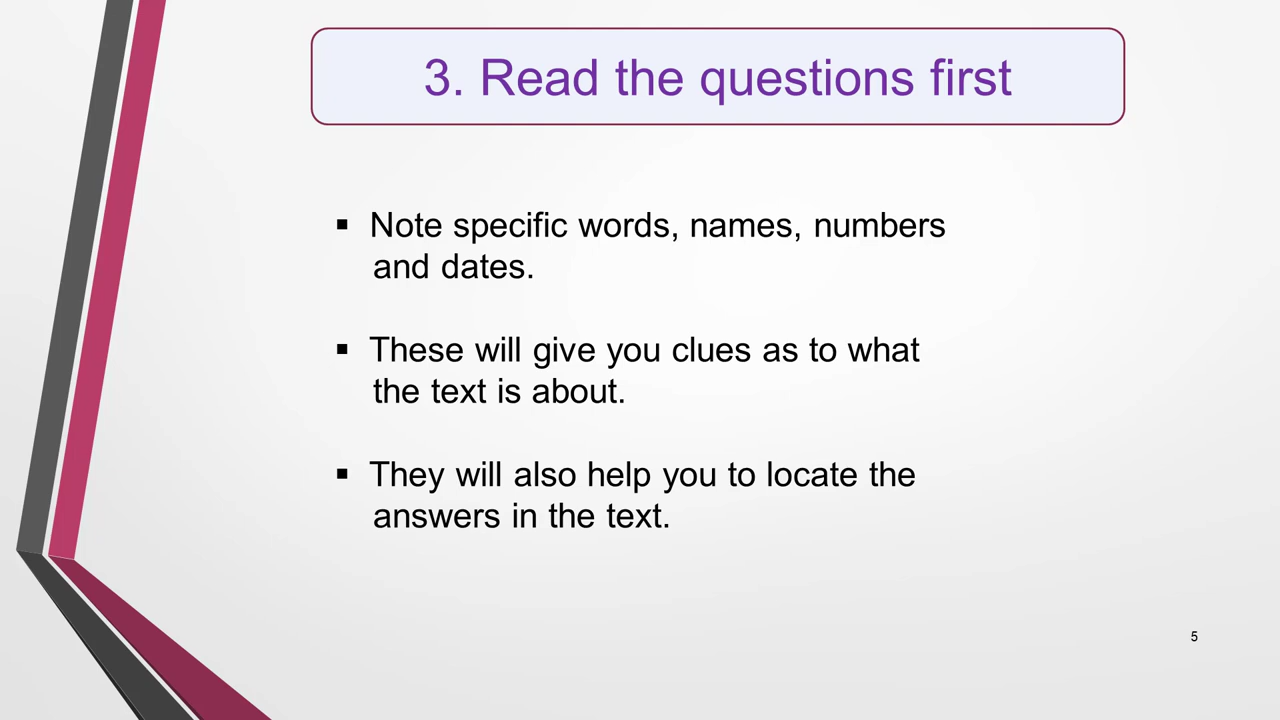 3. Read the questions first
▪ Note specific words, names, numbers
and dates.
▪ These will give you clues as to what
the text is about.
▪ They will also help you to locate the
answers in the text.
5